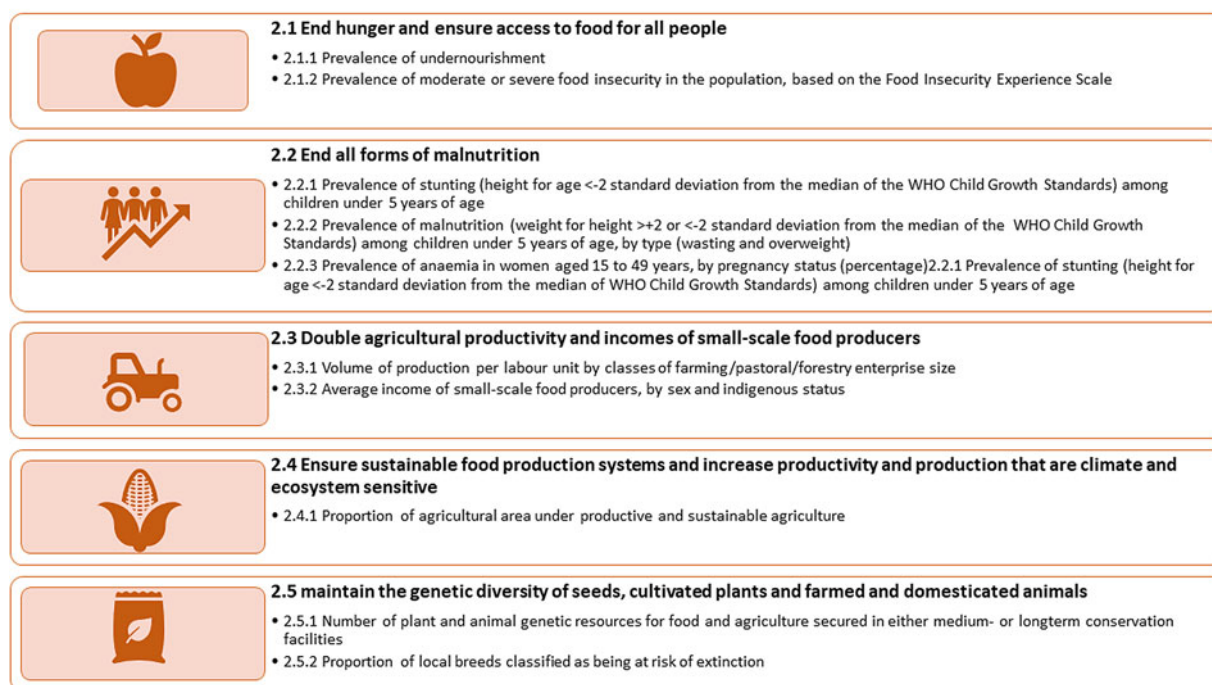 2.1 End hunger and ensure access to food for all people
• 2.1.1 Prevalence of undernourishment
• 2.1.2 Prevalence of moderate or severe food insecurity in the population, based on the Food Insecurity Experience Scale
2.2 End all forms of malnutrition
• 2.2.1 Prevalence of stunting (height for age <-2 standard deviation from the median of the WHO Child Growth Standards) among
children under 5 years of age
• 2.2.2 Prevalence of malnutrition (weight for height >+2 or <-2 standard deviation from the median of the WHO Child Growth
Standards) among children under 5 years of age, by type (wasting and overweight)
• 2.2.3 Prevalence of anaemia in women aged 15 to 49 years, by pregnancy status (percentage)2.2.1 Prevalence of stunting (height for
age <-2 standard deviation from the median of WHO Child Growth Standards) among children under 5 years of age
2.3 Double agricultural productivity and incomes of small-scale food producers
• 2.3.1 Volume of production per labour unit by classes of farming/pastoral/forestry enterprise size
• 2.3.2 Average income of small-scale food producers, by sex and indigenous status
2.4 Ensure sustainable food production systems and increase productivity and production that are climate and
ecosystem sensitive
• 2.4.1 Proportion of agricultural area under productive and sustainable agriculture
2.5 maintain the genetic diversity of seeds, cultivated plants and farmed and domesticated animals
• 2.5.1 Number of plant and animal genetic resources for food and agriculture secured in either medium- or longterm conservation
facilities
• 2.5.2 Proportion of local breeds classified as being at risk of extinction